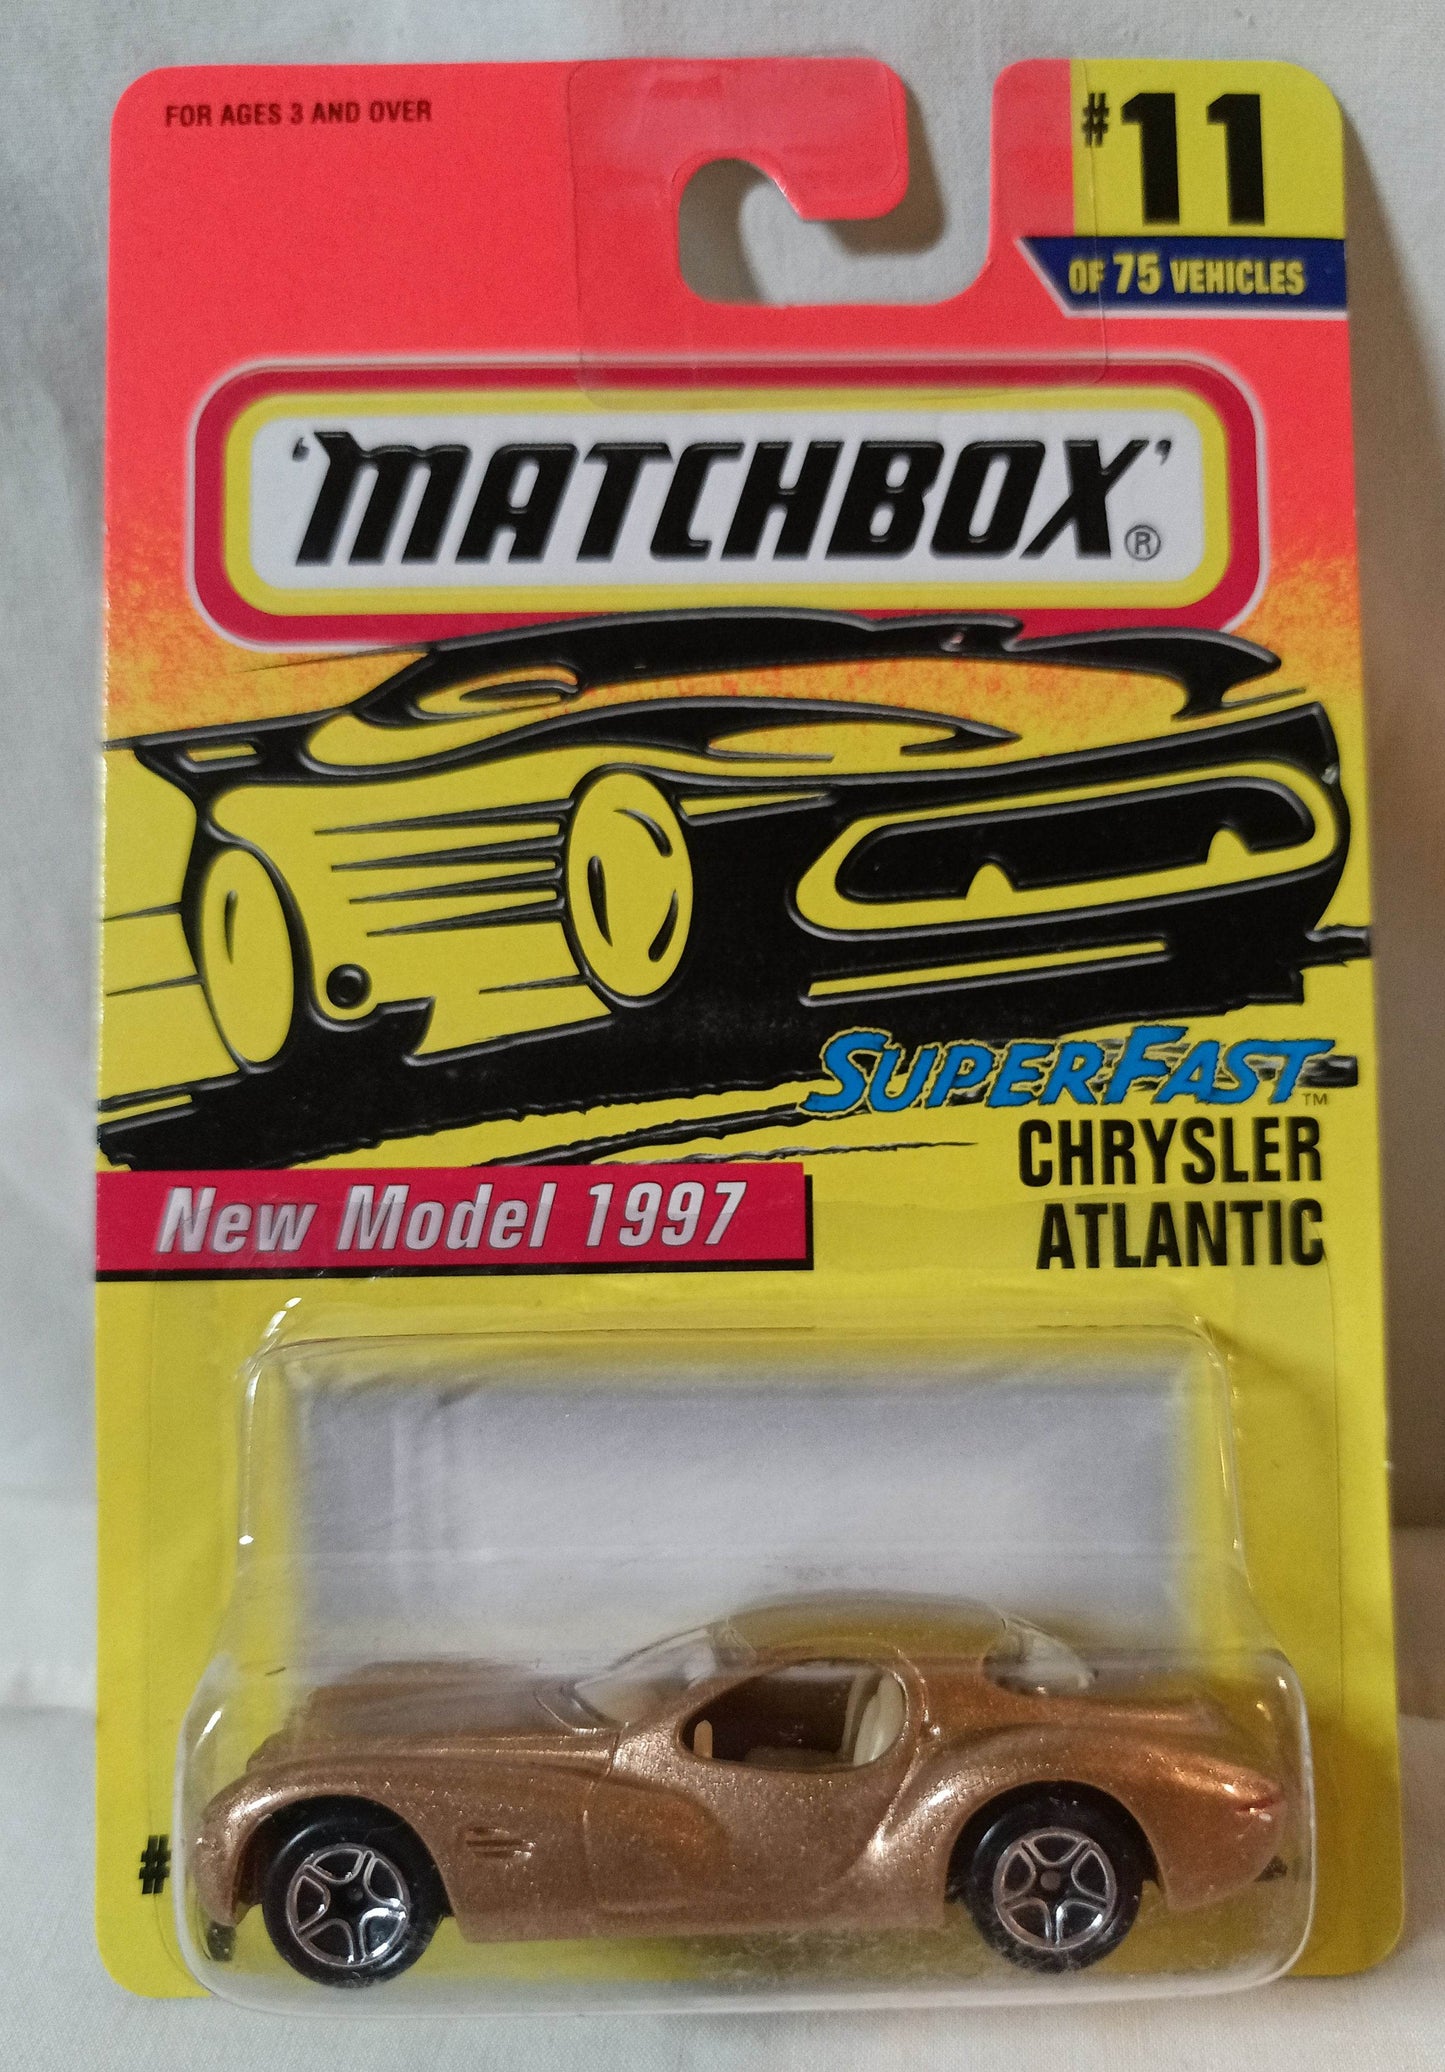 FOR AGES 3 AND OVER
#11
OF 75 VEHICLES
'MATCHBOX'®
SUPERFAST™
CHRYSLER
ATLANTIC
New Model 1997
#